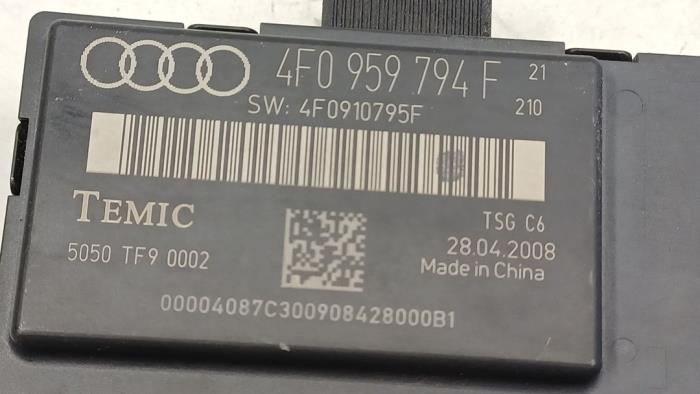 4F0 959 794 F 21
210
SW: 4F0910795F
TEMIC
TSG C6
5050 TF9 0002
28.04.2008
Made in China
00004087C300908428000B1